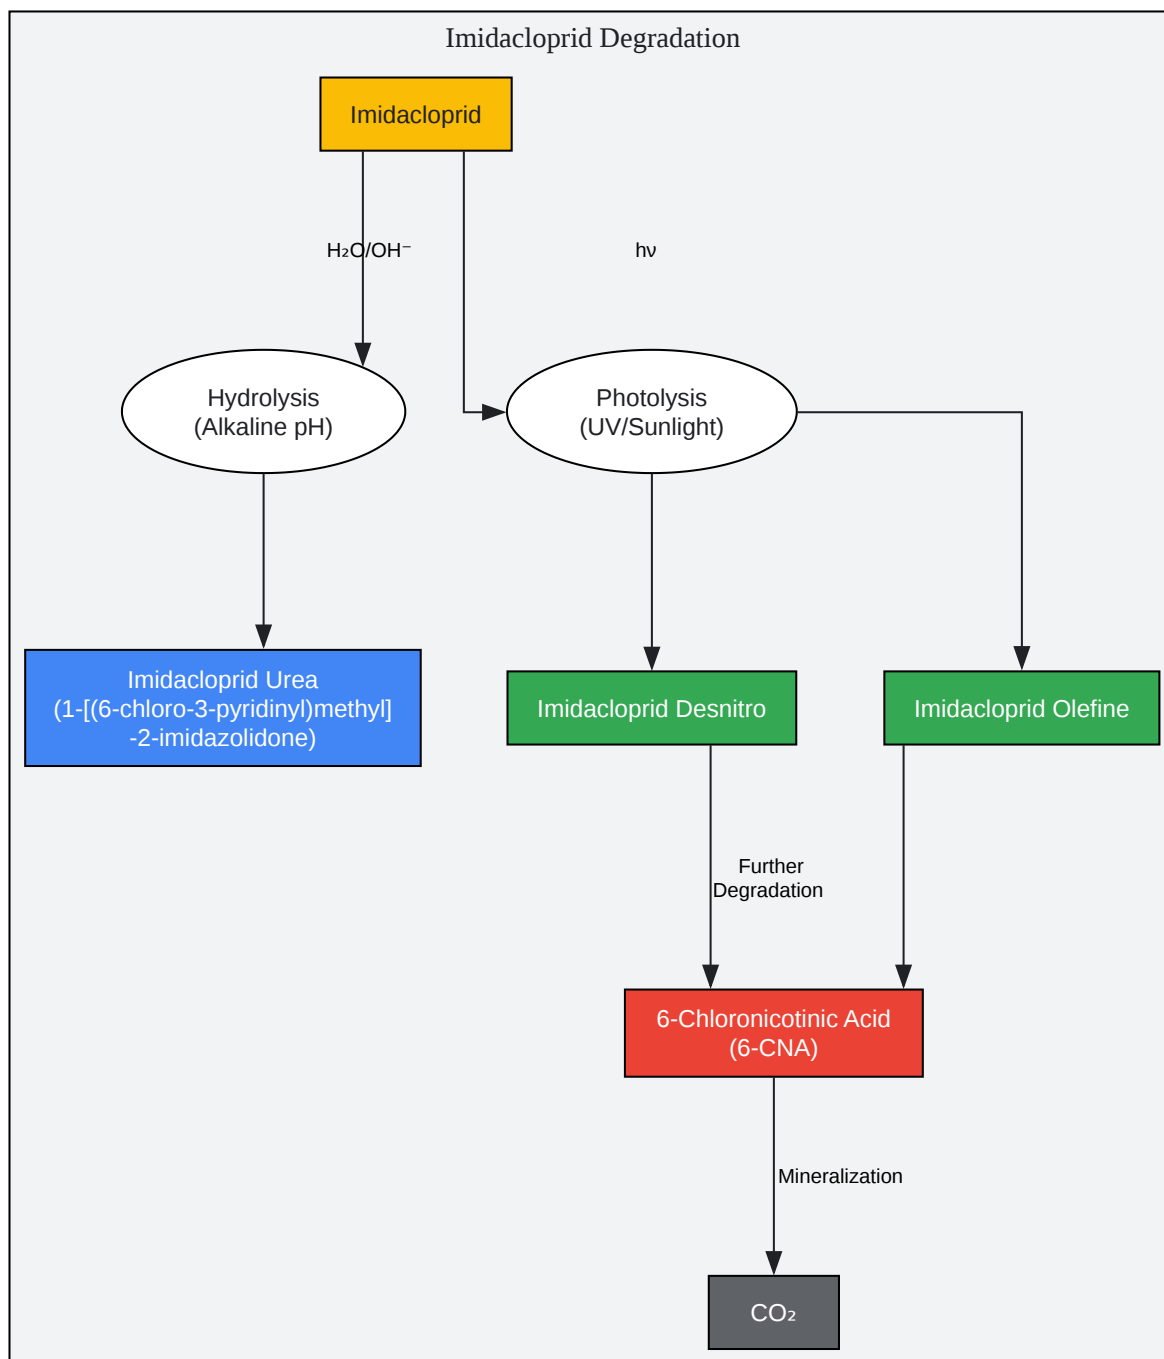 Imidacloprid Degradation
Imidacloprid
H₂O/OH⁻
hν
Hydrolysis
(Alkaline pH)
Photolysis
(UV/Sunlight)
Imidacloprid Urea
(1-[(6-chloro-3-pyridinyl)methyl]
-2-imidazolidone)
Imidacloprid Desnitro
Imidacloprid Olefine
Further
Degradation
6-Chloronicotinic Acid
(6-CNA)
Mineralization
CO₂